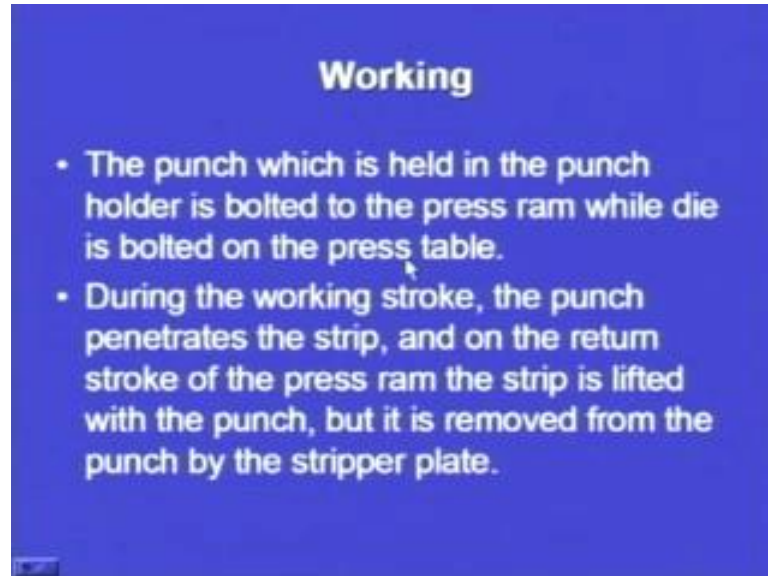 Working
• The punch which is held in the punch
holder is bolted to the press ram while die
is bolted on the press table.
• During the working stroke, the punch
penetrates the strip, and on the return
stroke of the press ram the strip is lifted
with the punch, but it is removed from the
punch by the stripper plate.